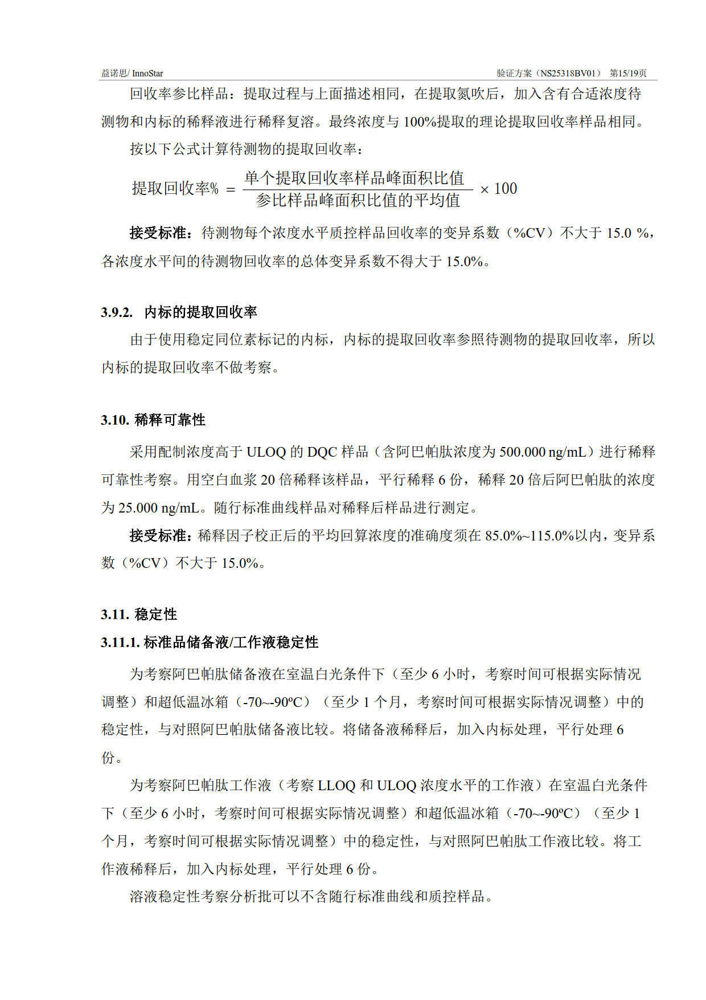 益诺思/ InnoStar 验证方案（NS25318BV01） 第15/19页
回收率参比样品：提取过程与上面描述相同，在提取氮吹后，加入含有合适浓度待
测物和内标的稀释液进行稀释复溶。最终浓度与 100%提取的理论提取回收率样品相同。
按以下公式计算待测物的提取回收率：
提取回收率% = 单个提取回收率样品峰面积比值 / 参比样品峰面积比值的平均值 × 100
接受标准：待测物每个浓度水平质控样品回收率的变异系数（%CV）不大于 15.0 %，
各浓度水平间的待测物回收率的总体变异系数不得大于 15.0%。
3.9.2. 内标的提取回收率
由于使用稳定同位素标记的内标，内标的提取回收率参照待测物的提取回收率，所以
内标的提取回收率不做考察。
3.10. 稀释可靠性
采用配制浓度高于 ULOQ 的 DQC 样品（含阿巴帕肽浓度为 500.000 ng/mL）进行稀释
可靠性考察。用空白血浆 20 倍稀释该样品，平行稀释 6 份，稀释 20 倍后阿巴帕肽的浓度
为 25.000 ng/mL。随行标准曲线样品对稀释后样品进行测定。
接受标准：稀释因子校正后的平均回算浓度的准确度须在 85.0%~115.0%以内，变异系
数（%CV）不大于 15.0%。
3.11. 稳定性
3.11.1. 标准品储备液/工作液稳定性
为考察阿巴帕肽储备液在室温白光条件下（至少 6 小时，考察时间可根据实际情况
调整）和超低温冰箱（-70~-90ºC）（至少 1 个月，考察时间可根据实际情况调整）中的
稳定性，与对照阿巴帕肽储备液比较。将储备液稀释后，加入内标处理，平行处理 6
份。
为考察阿巴帕肽工作液（考察 LLOQ 和 ULOQ 浓度水平的工作液）在室温白光条件
下（至少 6 小时，考察时间可根据实际情况调整）和超低温冰箱（-70~-90ºC）（至少 1
个月，考察时间可根据实际情况调整）中的稳定性，与对照阿巴帕肽工作液比较。将工
作液稀释后，加入内标处理，平行处理 6 份。
溶液稳定性考察分析批可以不含随行标准曲线和质控样品。